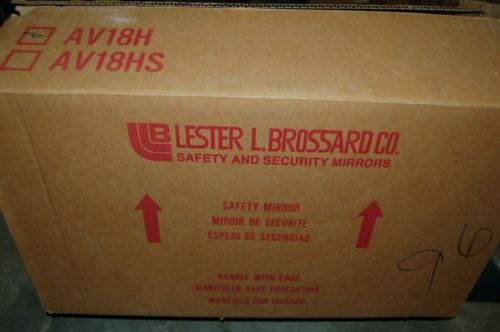 AV18H
AV18HS
LLB LESTER L. BROSSARD CO.
SAFETY AND SECURITY MIRRORS
SAFETY MIRROR
MIROIR DE SECURITE
ESPEJO DE SEGURIDAD
HANDLE WITH CARE
MANIPULER AVEC PRECAUTION
MANEJELO CON CUIDADO
96